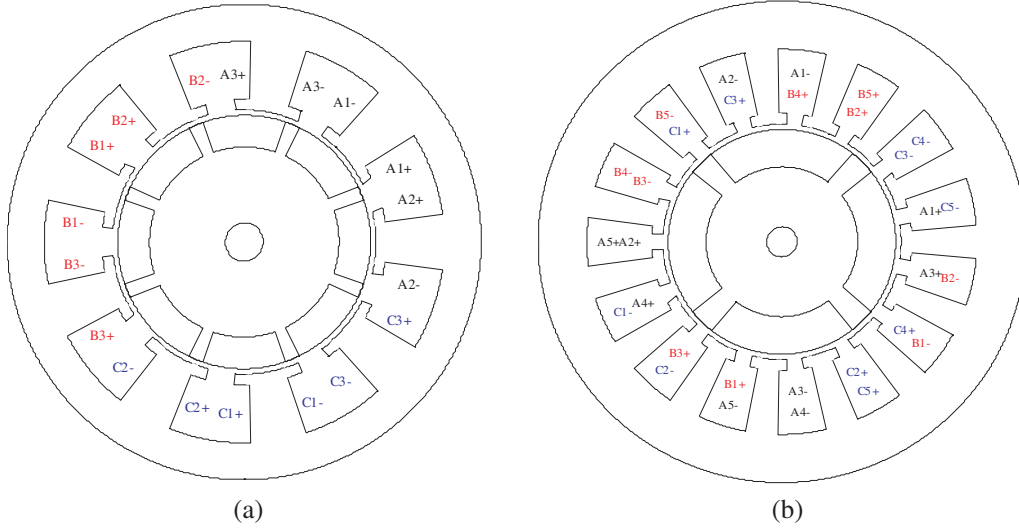 B2- A3+
A3-
A1-
B2+
B1+
A1+
A2+
B1-
B3-
A2-
C3+
B3+
C2-
C3-
C1-
C2+ C1+
(a)
A2-
C3+
A1-
B4+
B5+
B2+
B5-
C1+
C4-
C3-
B4-
B3-
A1+C5-
A5+A2+
A3+B2-
A4+
C1-
C4+
B1-
B3+
C2-
C2+
C5+
B1+
A5-
A3-
A4-
(b)